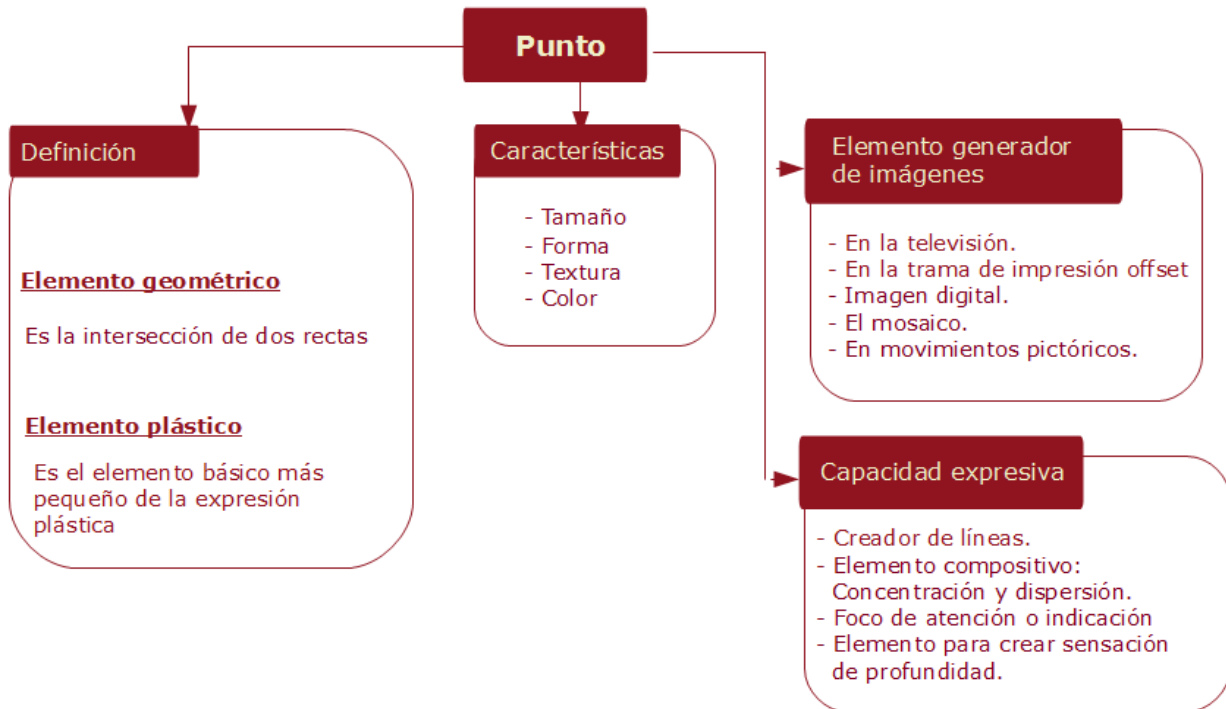 Punto
Definición
Elemento geométrico
Es la intersección de dos rectas
Elemento plástico
Es el elemento básico más
pequeño de la expresión
plástica
Características
- Tamaño
- Forma
- Textura
- Color
Elemento generador
de imágenes
- En la televisión.
- En la trama de impresión offset
- Imagen digital.
- El mosaico.
- En movimientos pictóricos.
Capacidad expresiva
- Creador de líneas.
- Elemento compositivo:
Concentración y dispersión.
- Foco de atención o indicación
- Elemento para crear sensación
de profundidad.